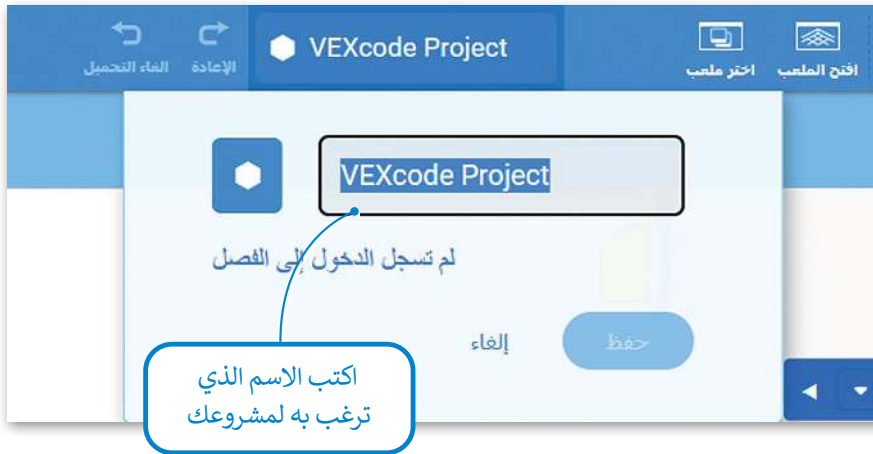 افتح الملعب
اختر ملعب
VEXcode Project
الإعادة
الغاء التحميل
VEXcode Project
لم تسجل الدخول إلى الفصل
حفظ
إلغاء
اكتب الاسم الذي
ترغب به لمشروعك